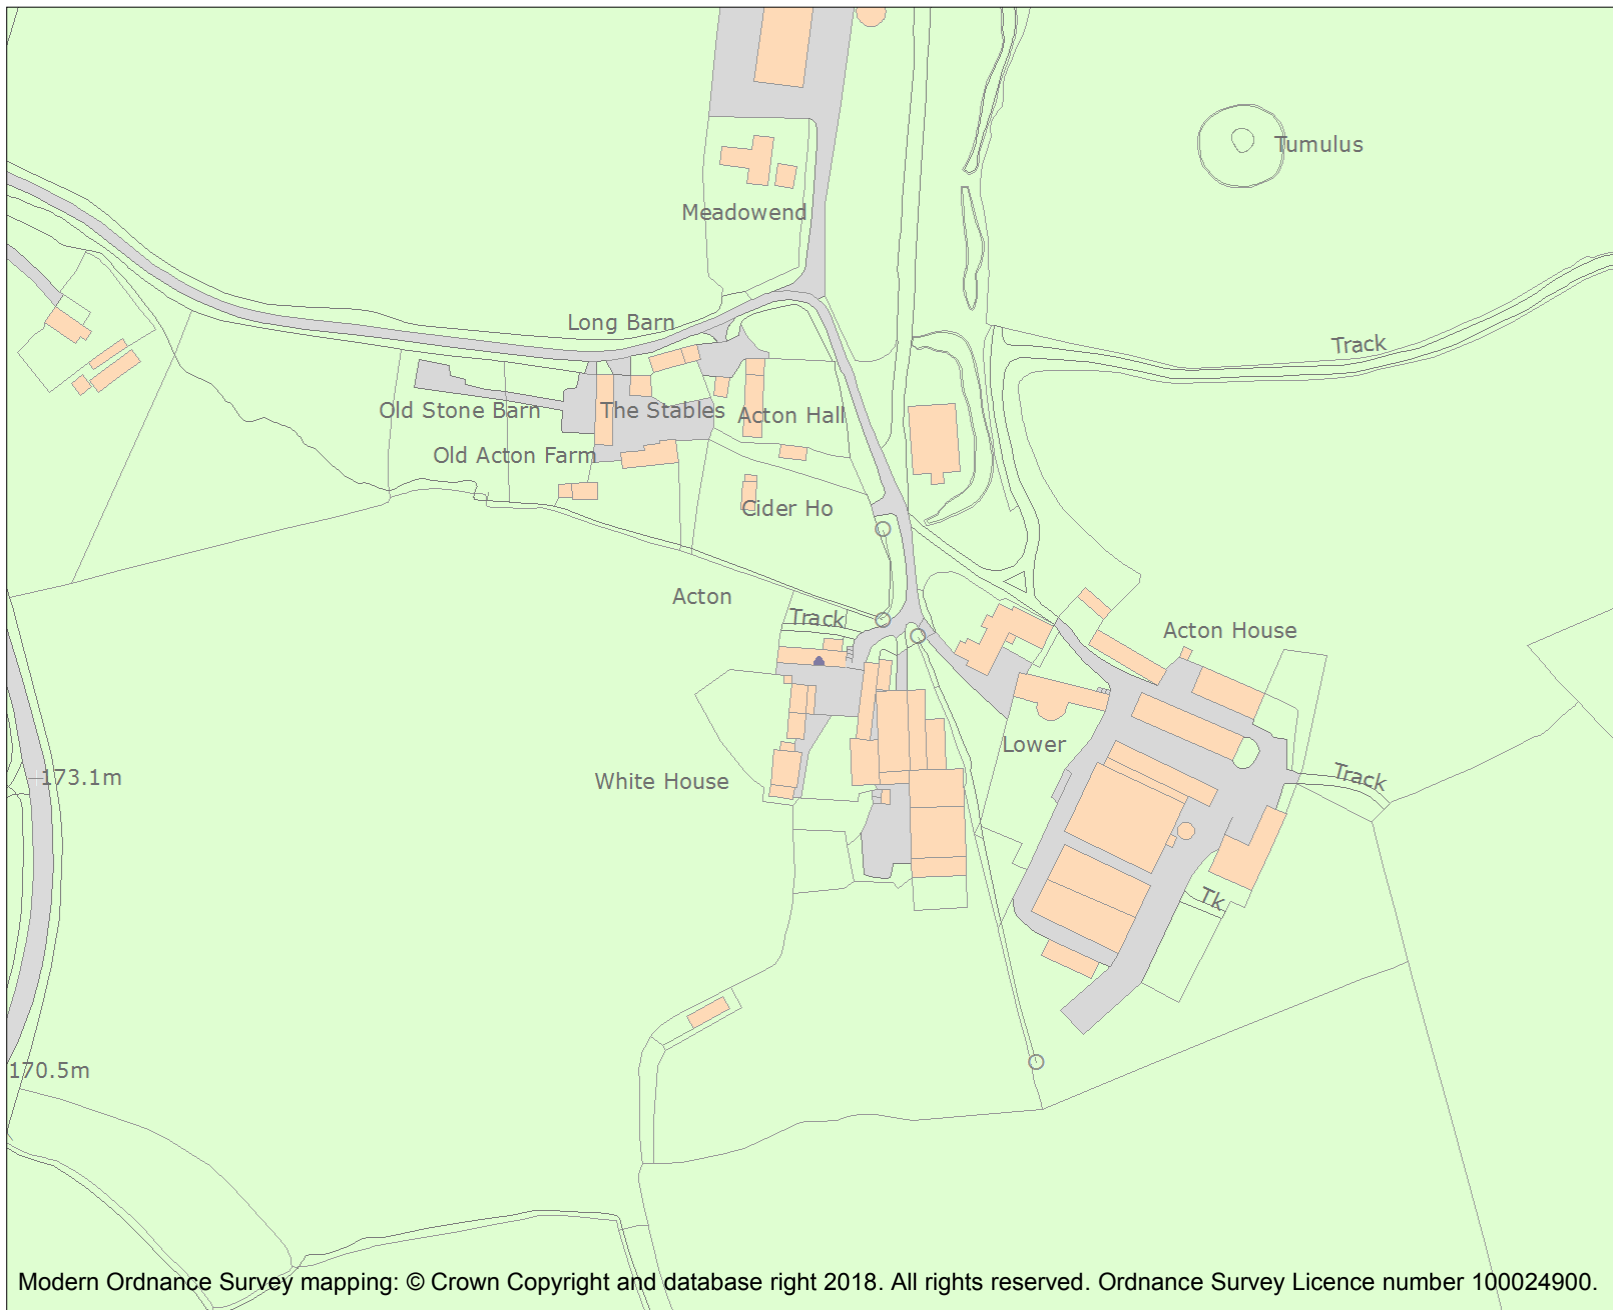 Tumulus
Meadowend
Long Barn
Track
Old Stone Barn
The Stables
Acton Hall
Old Acton Farm
Cider Ho
Acton
Track
Acton House
Lower
173.1m
White House
Track
Tk
170.5m
Modern Ordnance Survey mapping: © Crown Copyright and database right 2018. All rights reserved. Ordnance Survey Licence number 100024900.